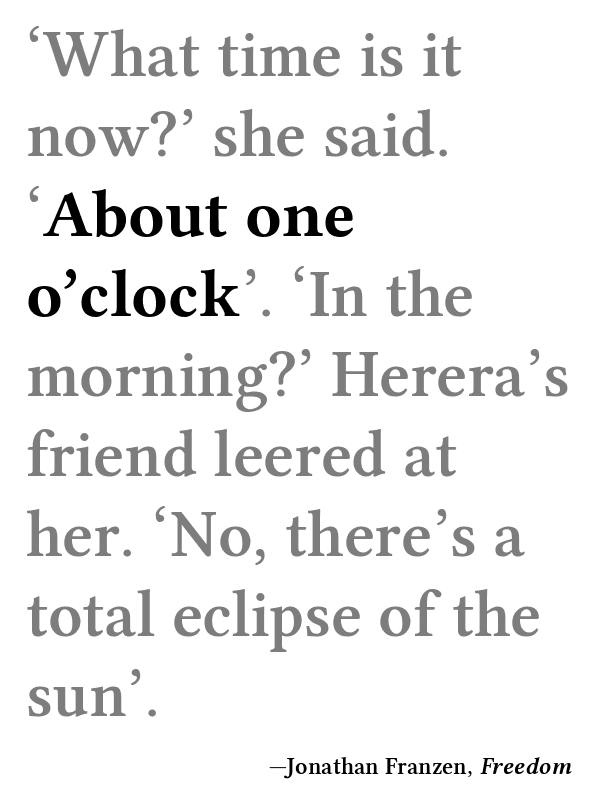 ‘What time is it
now?’ she said.
‘About one
o’clock’. ‘In the
morning?’ Herera’s
friend leered at
her. ‘No, there’s a
total eclipse of the
sun’.
—Jonathan Franzen, Freedom